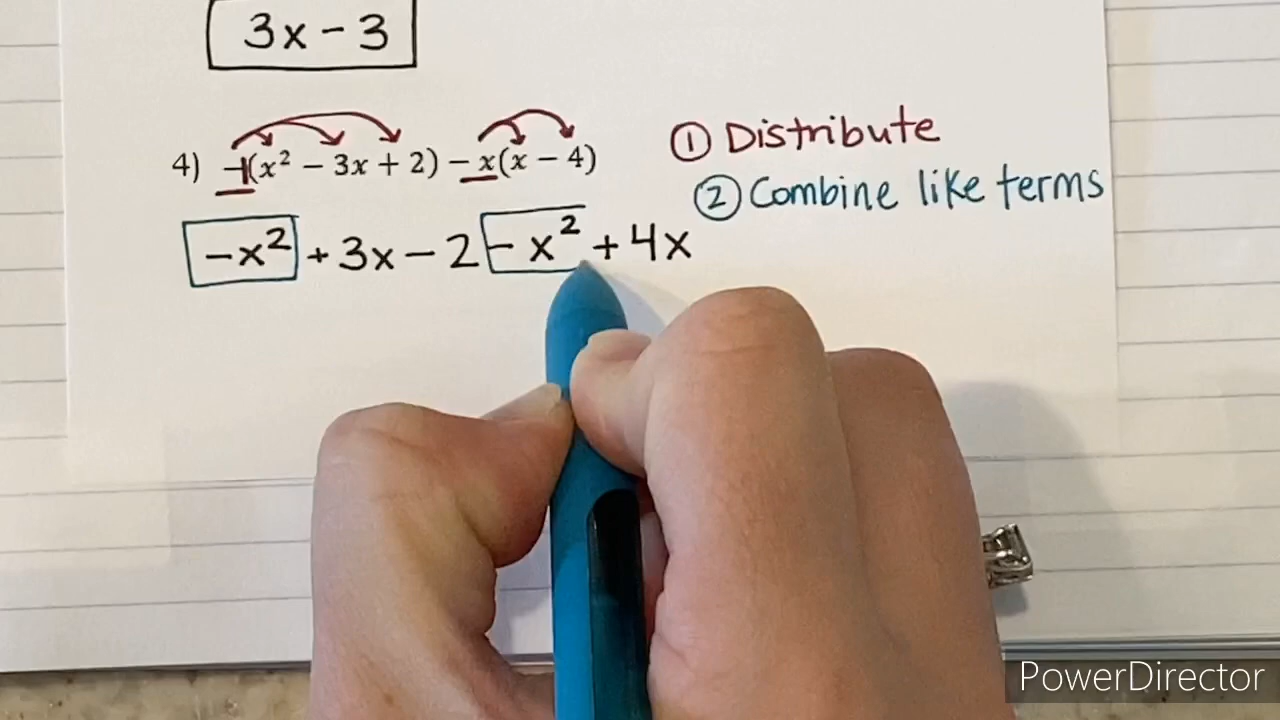 3x - 3
4) -1(x² − 3x + 2) − x(x − 4)
① Distribute
② Combine like terms
-x² + 3x - 2 - x² + 4x
PowerDirector